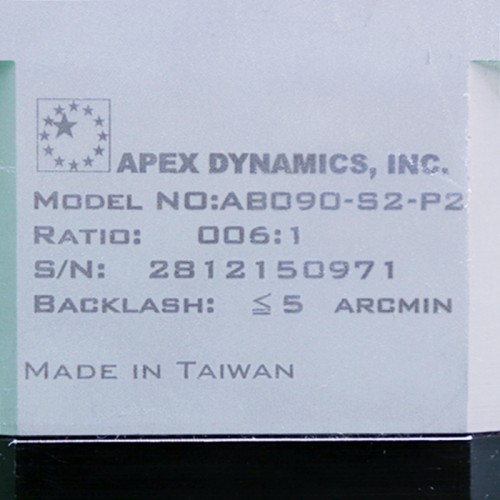 APEX DYNAMICS, INC.
MODEL NO:AB090-S2-P2
RATIO: 006:1
S/N: 2812150971
BACKLASH: ≦5 ARCMIN
MADE IN TAIWAN